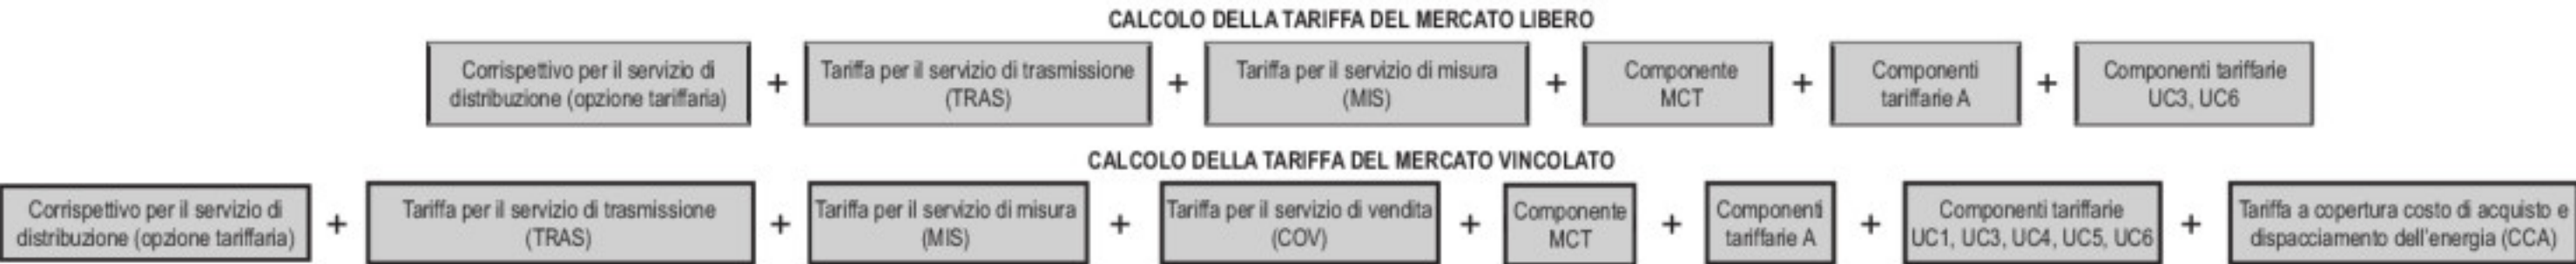 CALCOLO DELLA TARIFFA DEL MERCATO LIBERO
Corrispettivo per il servizio di
distribuzione (opzione tariffaria)
+
Tariffa per il servizio di trasmissione
(TRAS)
+
Tariffa per il servizio di misura
(MIS)
+
Componente
MCT
+
Componenti
tariffarie A
+
Componenti tariffarie
UC3, UC6
CALCOLO DELLA TARIFFA DEL MERCATO VINCOLATO
Corrispettivo per il servizio di
distribuzione (opzione tariffaria)
+
Tariffa per il servizio di trasmissione
(TRAS)
+
Tariffa per il servizio di misura
(MIS)
+
Tariffa per il servizio di vendita
(COV)
+
Componente
MCT
+
Componenti
tariffarie A
+
Componenti tariffarie
UC1, UC3, UC4, UC5, UC6
+
Tariffa a copertura costo di acquisto e
dispacciamento dell'energia (CCA)